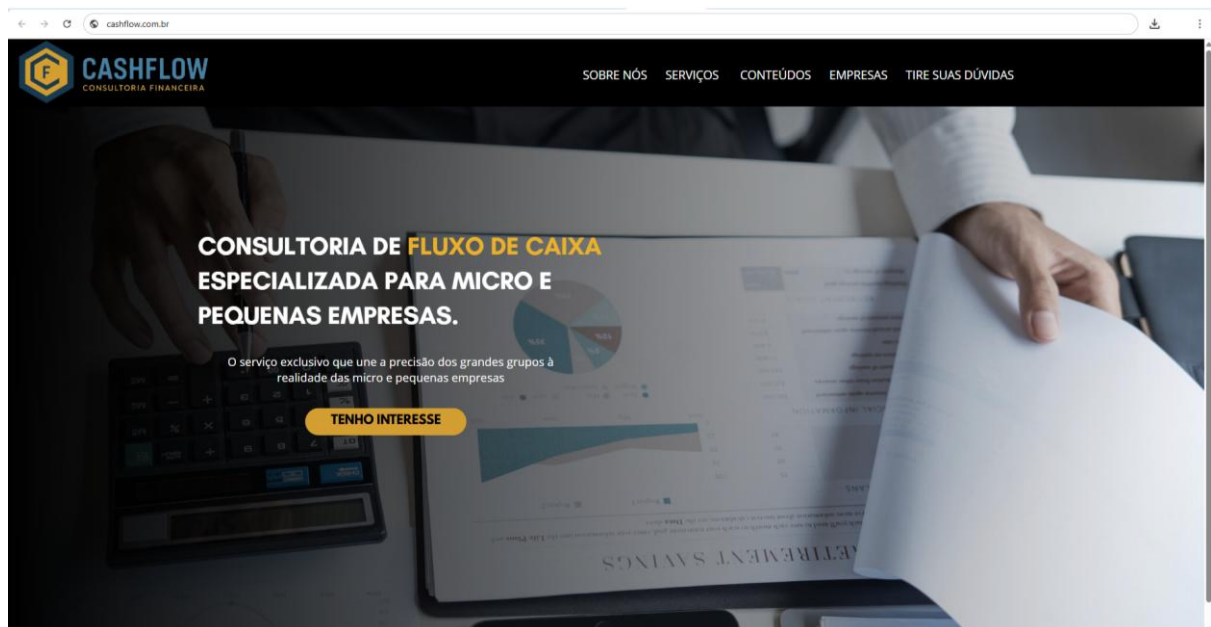 cashflow.com.br
CASHFLOW
CONSULTORIA FINANCEIRA
SOBRE NÓS SERVIÇOS CONTEÚDOS EMPRESAS TIRE SUAS DÚVIDAS
CONSULTORIA DE FLUXO DE CAIXA
ESPECIALIZADA PARA MICRO E
PEQUENAS EMPRESAS.
O serviço exclusivo que une a precisão dos grandes grupos à
realidade das micro e pequenas empresas
TENHO INTERESSE
RETIREMENT SAVINGS